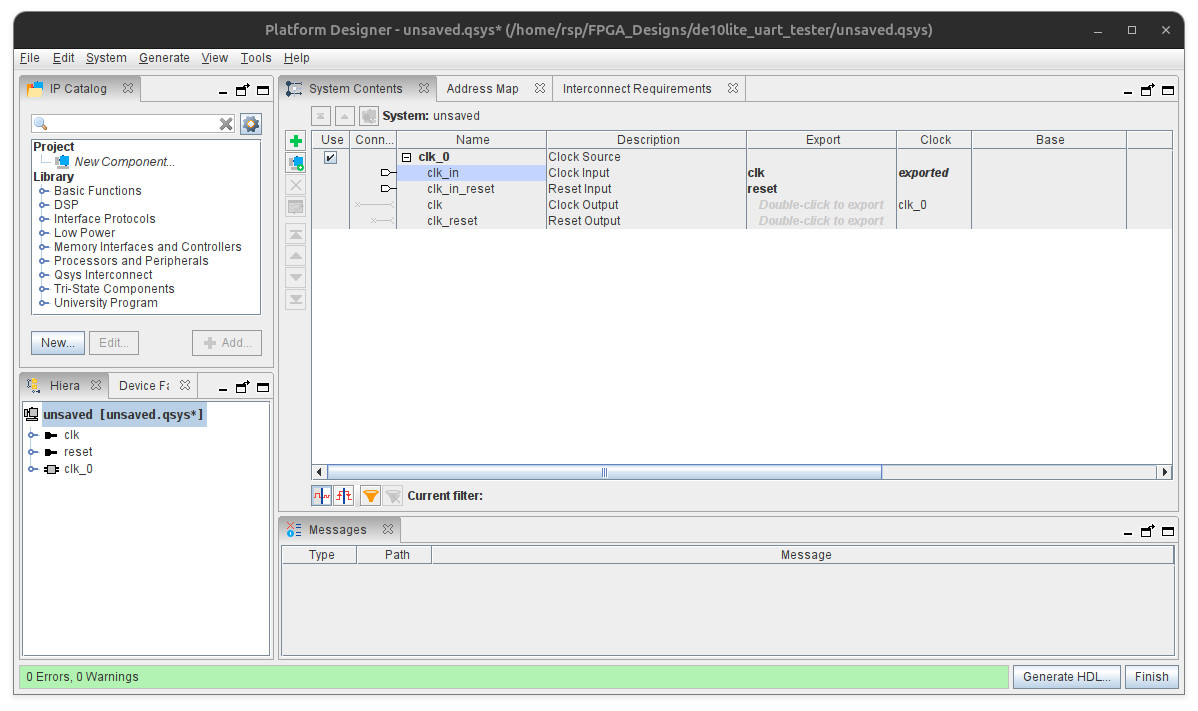 Platform Designer - unsaved.qsys* (/home/rsp/FPGA_Designs/de10lite_uart_tester/unsaved.qsys)
File Edit System Generate View Tools Help
IP Catalog
Project
New Component...
Library
Basic Functions
DSP
Interface Protocols
Low Power
Memory Interfaces and Controllers
Processors and Peripherals
Qsys Interconnect
Tri-State Components
University Program
New... Edit... Add...
Hiera Device Fa
unsaved [unsaved.qsys*]
clk
reset
clk_0
System Contents Address Map Interconnect Requirements
System: unsaved
Use Conn... Name Description Export Clock Base
clk_0 Clock Source
clk_in Clock Input clk exported
clk_in_reset Reset Input reset
clk Clock Output Double-click to export clk_0
clk_reset Reset Output Double-click to export
Current filter:
Messages
Type Path Message
0 Errors, 0 Warnings
Generate HDL... Finish